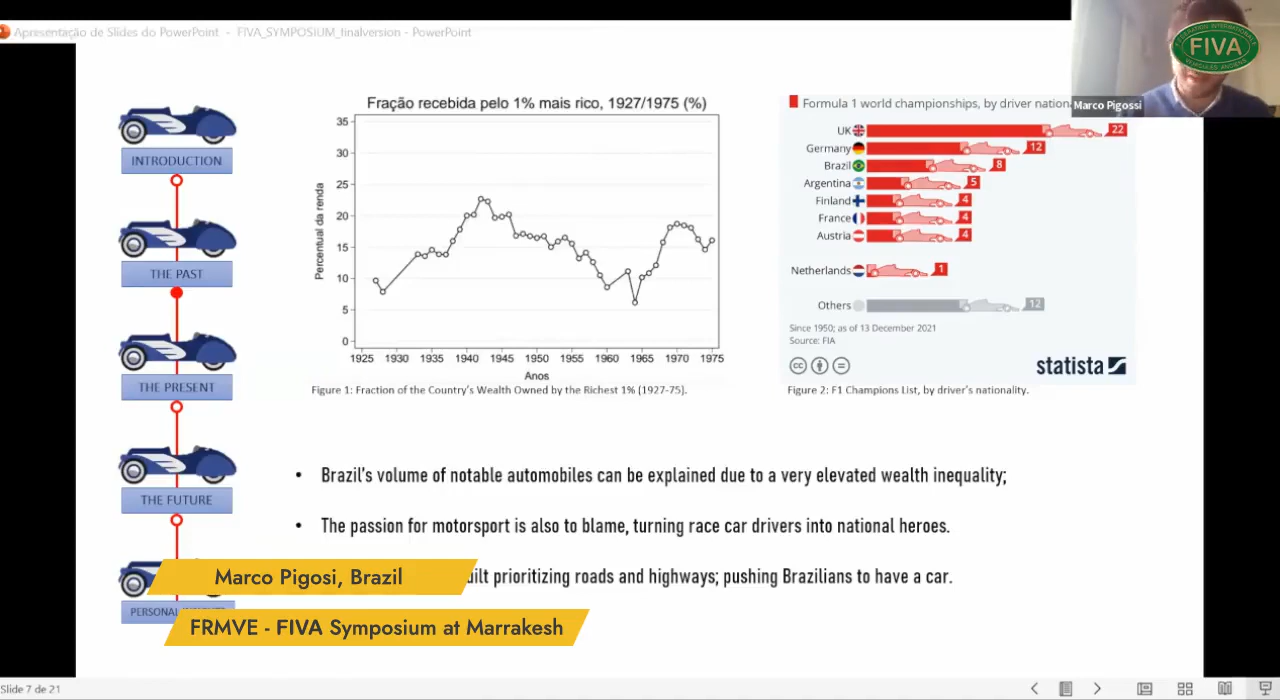 Apresentação de Slides do PowerPoint - FIVA_SYMPOSIUM_finalversion - PowerPoint
FIVA
Marco Pigossi
INTRODUCTION
THE PAST
THE PRESENT
THE FUTURE
PERSONAL
Fração recebida pelo 1% mais rico, 1927/1975 (%)
Percentual da renda
35
30
25
20
15
10
5
0
1925 1930 1935 1940 1945 1950 1955 1960 1965 1970 1975
Anos
Figure 1: Fraction of the Country's Wealth Owned by the Richest 1% (1927-75).
Formula 1 world championships, by driver nation
UK 22
Germany 12
Brazil 8
Argentina 5
Finland 4
France 4
Austria 4
Netherlands 1
Others 12
Since 1950; as of 13 December 2021
Source: FIA
statista
Figure 2: F1 Champions List, by driver's nationality.
• Brazil's volume of notable automobiles can be explained due to a very elevated wealth inequality;
• The passion for motorsport is also to blame, turning race car drivers into national heroes.
prioritizing roads and highways; pushing Brazilians to have a car.
Marco Pigosi, Brazil
FRMVE - FIVA Symposium at Marrakesh
Slide 7 de 21